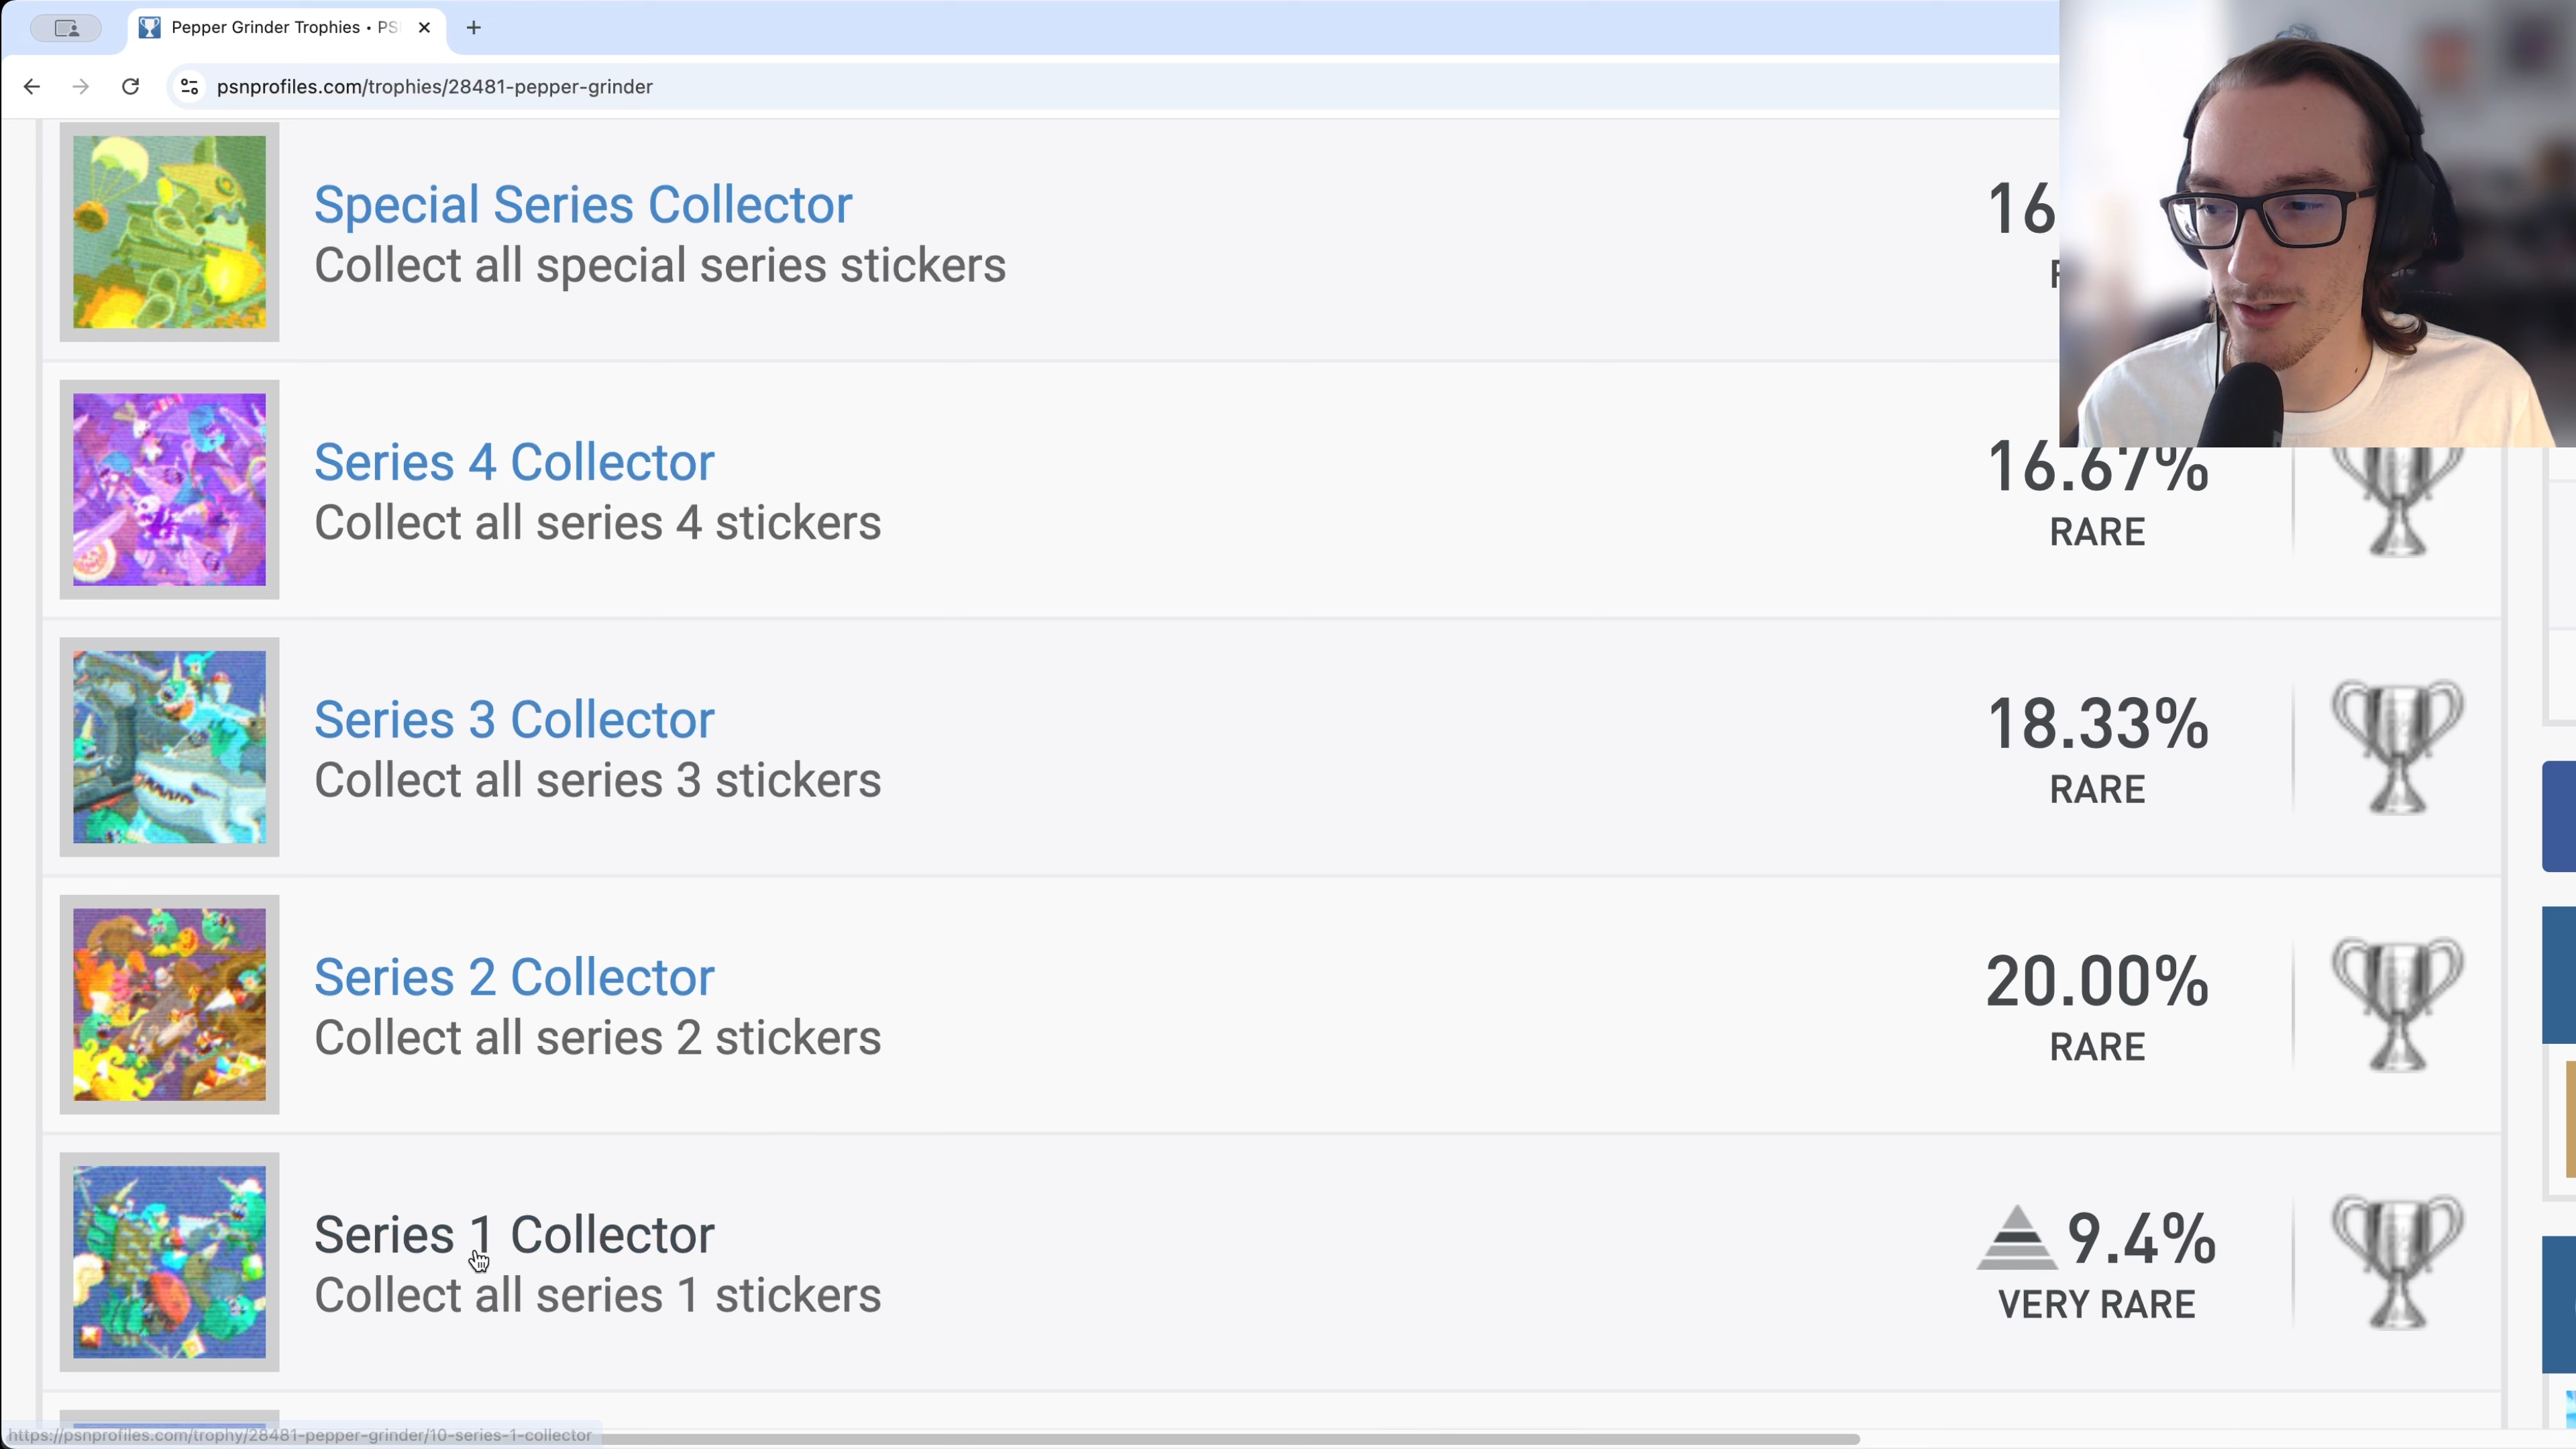 Pepper Grinder Trophies • PS
psnprofiles.com/trophies/28481-pepper-grinder
Special Series Collector
Collect all special series stickers
16
Series 4 Collector
Collect all series 4 stickers
16.67%
RARE
Series 3 Collector
Collect all series 3 stickers
18.33%
RARE
Series 2 Collector
Collect all series 2 stickers
20.00%
RARE
Series 1 Collector
Collect all series 1 stickers
9.4%
VERY RARE
https://psnprofiles.com/trophy/28481-pepper-grinder/10-series-1-collector